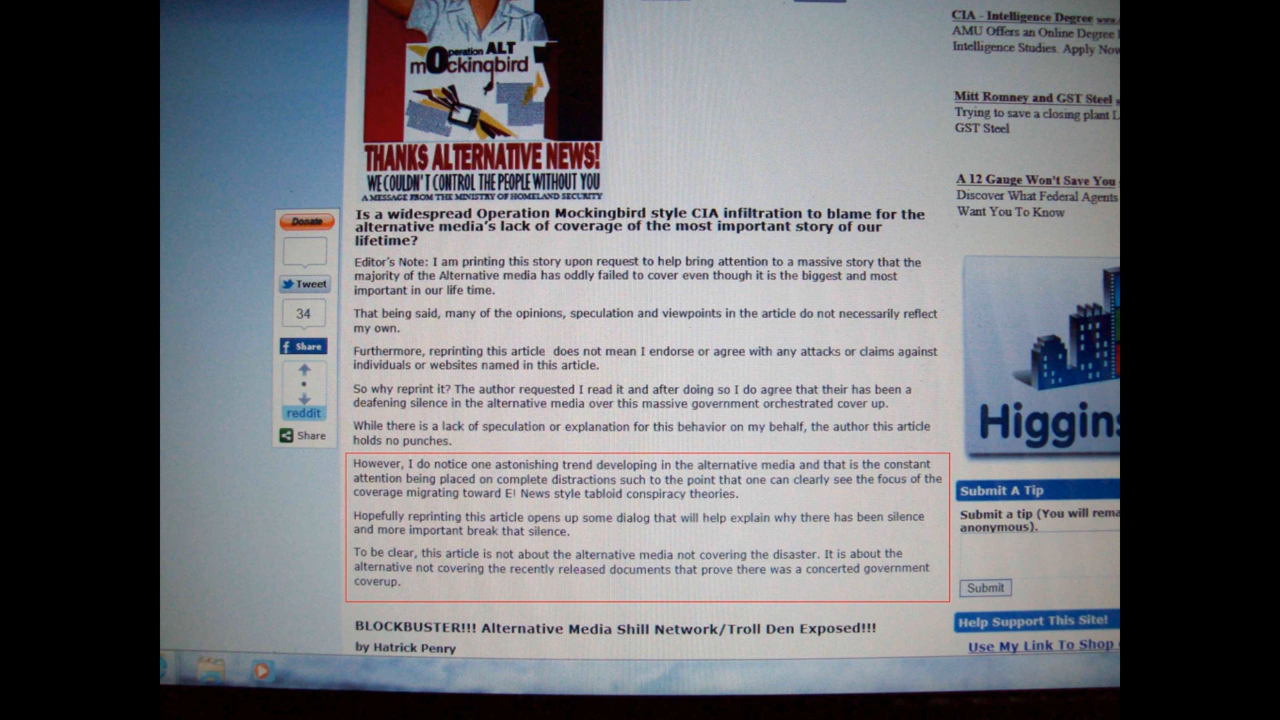 Operation ALT
mOckingbird
THANKS ALTERNATIVE NEWS!
WE COULDN'T CONTROL THE PEOPLE WITHOUT YOU
A MESSAGE FROM THE MINISTRY OF HOMELAND SECURITY
Donate
Tweet
34
Share
reddit
Share
Is a widespread Operation Mockingbird style CIA infiltration to blame for the
alternative media's lack of coverage of the most important story of our
lifetime?
Editor's Note: I am printing this story upon request to help bring attention to a massive story that the
majority of the Alternative media has oddly failed to cover even though it is the biggest and most
important in our life time.
That being said, many of the opinions, speculation and viewpoints in the article do not necessarily reflect
my own.
Furthermore, reprinting this article does not mean I endorse or agree with any attacks or claims against
individuals or websites named in this article.
So why reprint it? The author requested I read it and after doing so I do agree that their has been a
deafening silence in the alternative media over this massive government orchestrated cover up.
While there is a lack of speculation or explanation for this behavior on my behalf, the author this article
holds no punches.
However, I do notice one astonishing trend developing in the alternative media and that is the constant
attention being placed on complete distractions such to the point that one can clearly see the focus of the
coverage migrating toward E! News style tabloid conspiracy theories.
Hopefully reprinting this article opens up some dialog that will help explain why there has been silence
and more important break that silence.
To be clear, this article is not about the alternative media not covering the disaster. It is about the
alternative not covering the recently released documents that prove there was a concerted government
coverup.
BLOCKBUSTER!!! Alternative Media Shill Network/Troll Den Exposed!!!
by Hatrick Penry
CIA - Intelligence Degree www.
AMU Offers an Online Degree
Intelligence Studies. Apply Now
Mitt Romney and GST Steel
Trying to save a closing plant L
GST Steel
A 12 Gauge Won't Save You
Discover What Federal Agents
Want You To Know
Higgins
Submit A Tip
Submit a tip (You will rema
anonymous).
Submit
Help Support This Site!
Use My Link To Shop